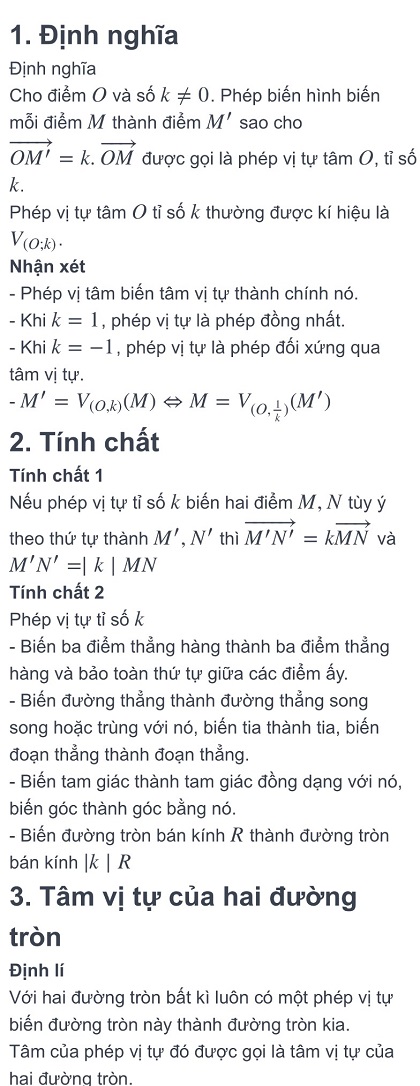 1. Định nghĩa
Định nghĩa
Cho điểm O và số k ≠ 0. Phép biến hình biến
mỗi điểm M thành điểm M′ sao cho
$\overrightarrow{OM'} = k.\overrightarrow{OM}$ được gọi là phép vị tự tâm O, tỉ số
k.
Phép vị tự tâm O tỉ số k thường được kí hiệu là
$V_{(O;k)}$.
Nhận xét
- Phép vị tâm biến tâm vị tự thành chính nó.
- Khi k = 1, phép vị tự là phép đồng nhất.
- Khi k = −1, phép vị tự là phép đối xứng qua
tâm vị tự.
- $M' = V_{(O,k)}(M) \Leftrightarrow M = V_{(O,\frac{1}{k})}(M')$
2. Tính chất
Tính chất 1
Nếu phép vị tự tỉ số k biến hai điểm M, N tùy ý
theo thứ tự thành M′, N′ thì $\overrightarrow{M'N'} = k\overrightarrow{MN}$ và
M′N′ =| k | MN
Tính chất 2
Phép vị tự tỉ số k
- Biến ba điểm thẳng hàng thành ba điểm thẳng
hàng và bảo toàn thứ tự giữa các điểm ấy.
- Biến đường thẳng thành đường thẳng song
song hoặc trùng với nó, biến tia thành tia, biến
đoạn thẳng thành đoạn thẳng.
- Biến tam giác thành tam giác đồng dạng với nó,
biến góc thành góc bằng nó.
- Biến đường tròn bán kính R thành đường tròn
bán kính |k | R
3. Tâm vị tự của hai đường
tròn
Định lí
Với hai đường tròn bất kì luôn có một phép vị tự
biến đường tròn này thành đường tròn kia.
Tâm của phép vị tự đó được gọi là tâm vị tự của
hai đường tròn.